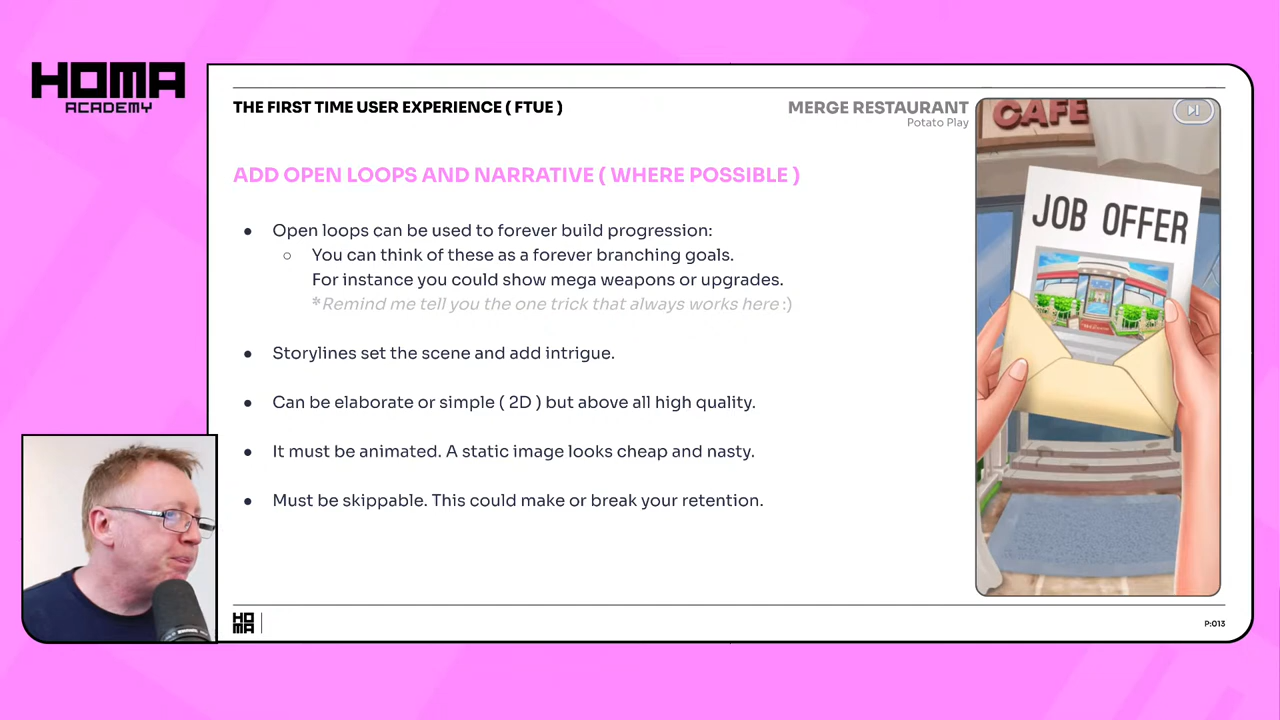 HOMA
ACADEMY
THE FIRST TIME USER EXPERIENCE ( FTUE )
MERGE RESTAURANT
Potato Play
ADD OPEN LOOPS AND NARRATIVE ( WHERE POSSIBLE )
● Open loops can be used to forever build progression:
○ You can think of these as a forever branching goals.
For instance you could show mega weapons or upgrades.
*Remind me tell you the one trick that always works here :)
● Storylines set the scene and add intrigue.
● Can be elaborate or simple ( 2D ) but above all high quality.
● It must be animated. A static image looks cheap and nasty.
● Must be skippable. This could make or break your retention.
CAFE
JOB OFFER
Welcome
HO
MA
P:013